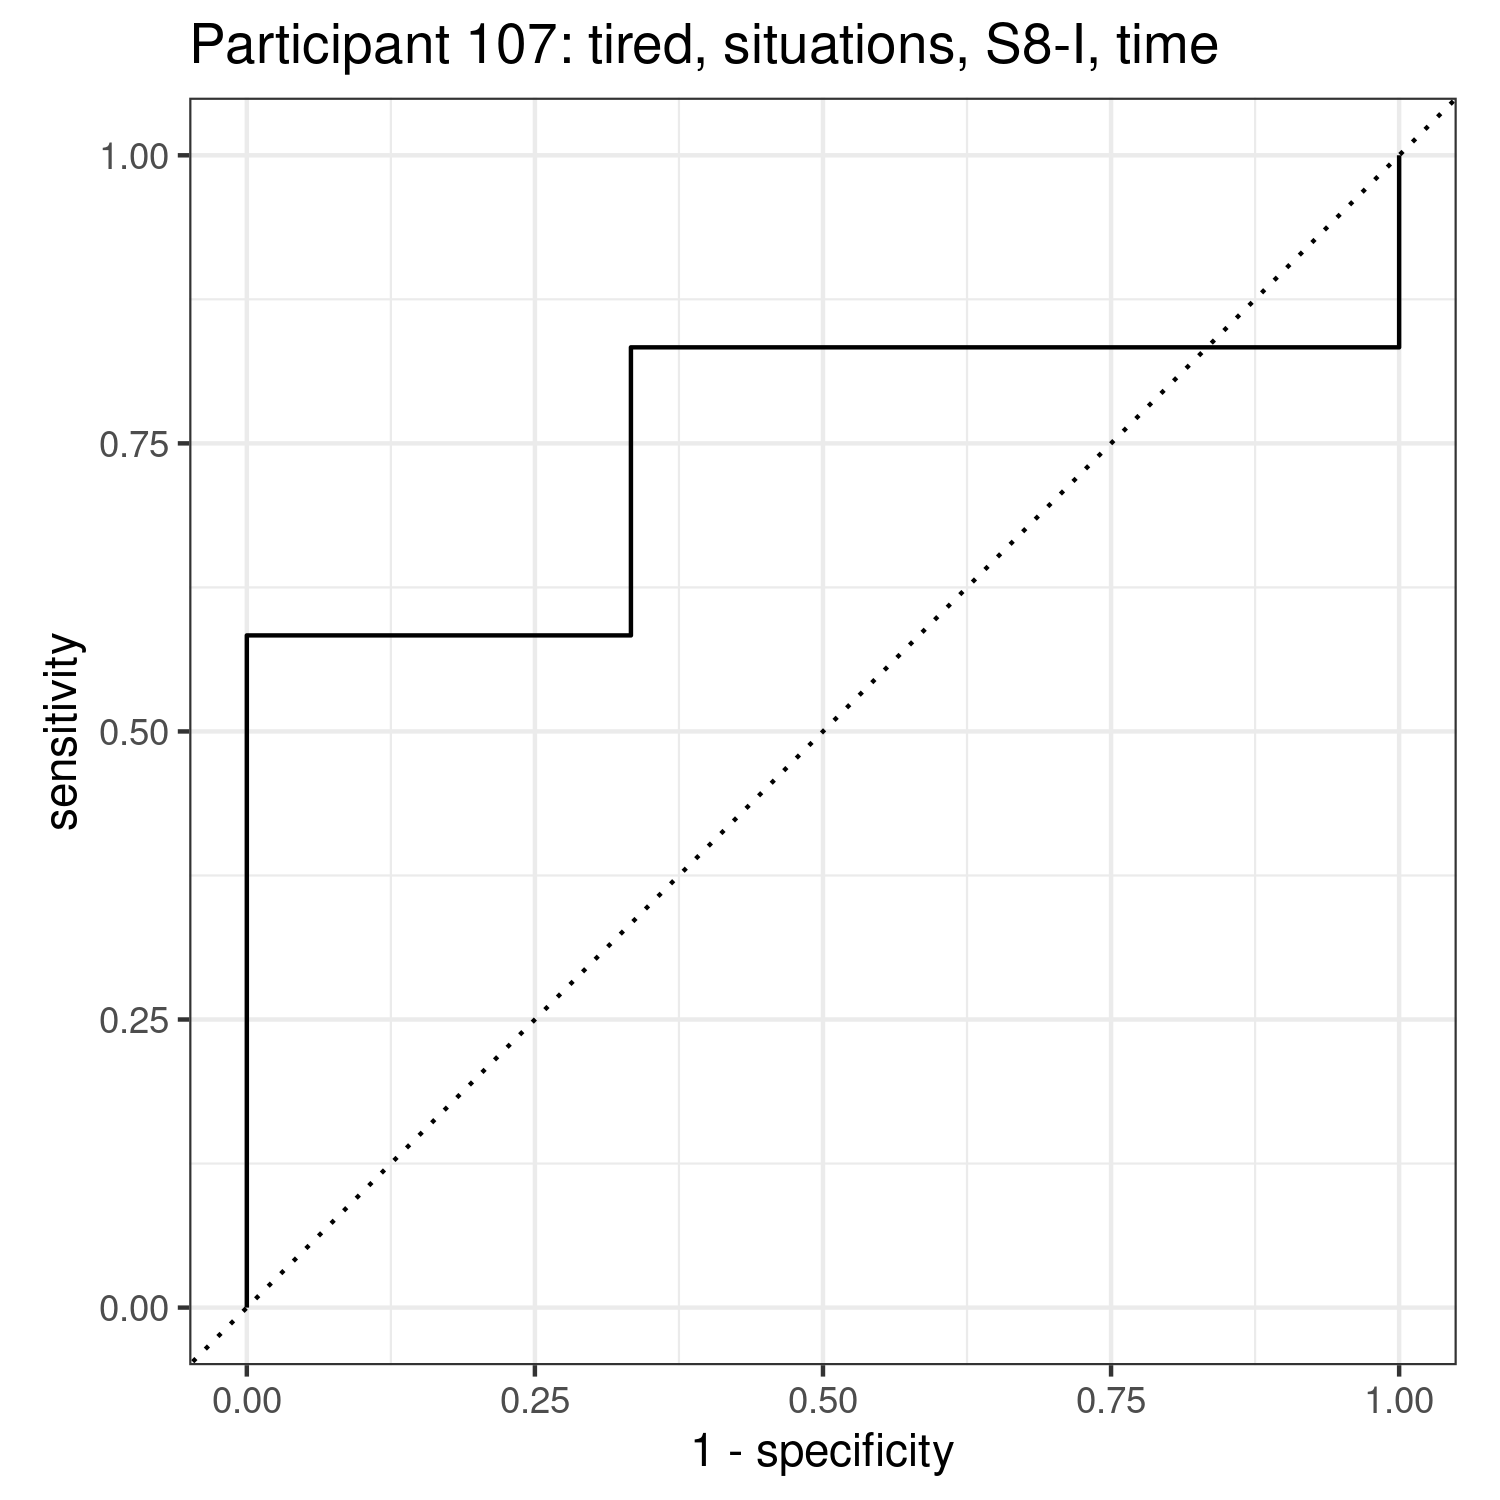 Participant 107: tired, situations, S8-I, time
1.00
0.75
0.50
0.25
0.00
sensitivity
0.00 0.25 0.50 0.75 1.00
1 - specificity